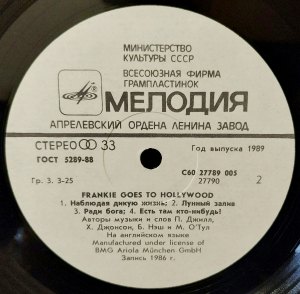 МИНИСТЕРСТВО
КУЛЬТУРЫ СССР
ВСЕСОЮЗНАЯ ФИРМА
ГРАМПЛАСТИНОК
МЕЛОДИЯ
АПРЕЛЕВСКИЙ ОРДЕНА ЛЕНИНА ЗАВОД
СТЕРЕО 33
Год выпуска 1989
ГОСТ 5289-88
С60 27789 005
Гр. 3. 3-25
27790
2
FRANKIE GOES TO HOLLYWOOD
1. Наблюдая дикую жизнь; 2. Лунный залив
3. Ради бога; 4. Есть там кто-нибудь!
Авторы музыки и слов П. Джилл,
Х. Джонсон, Б. Нэш и М. О'Тул
На английском языке
Manufactured under license of
BMG Ariola München GmbH
Запись 1986 г.